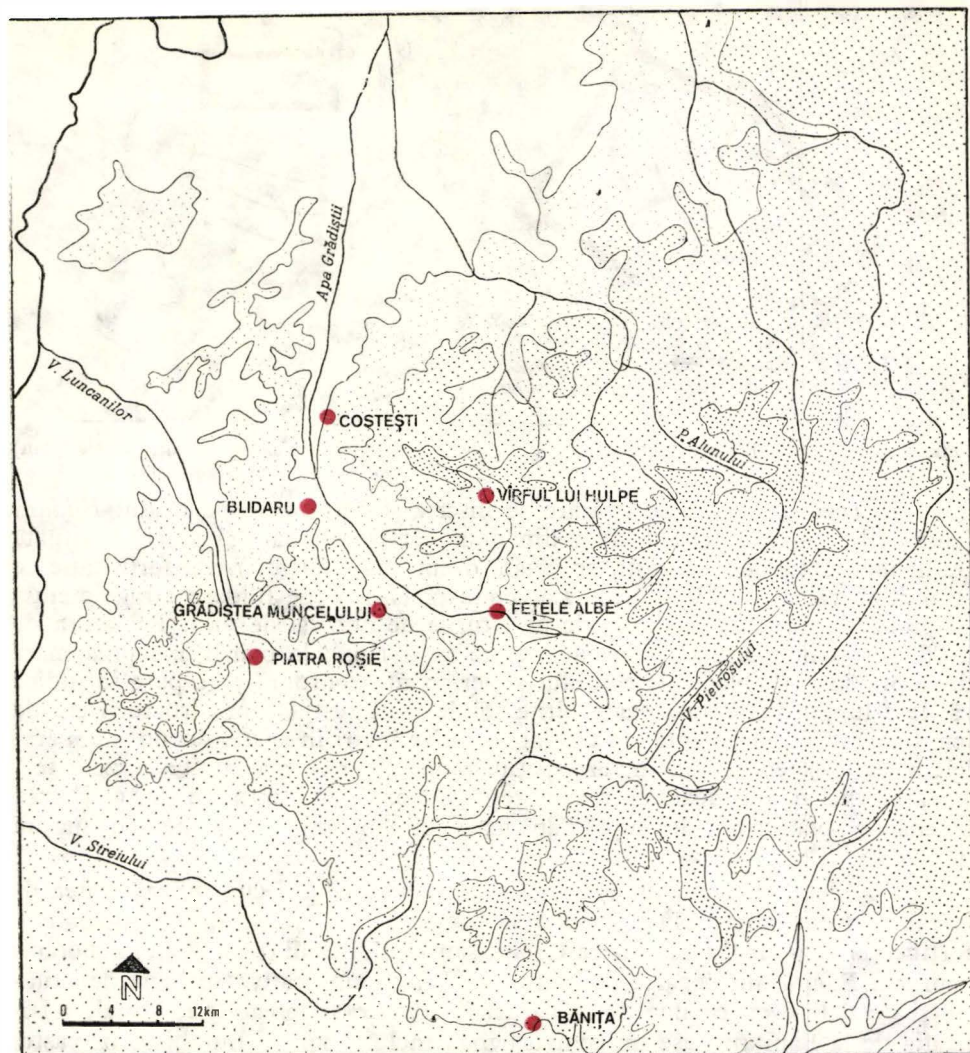 Apa Grădiștii
V. Luncanilor
COSTEȘTI
P. Alunului
VÎRFUL LUI HULPE
BLIDARU
GRĂDIȘTEA MUNCELULUI
FEȚELE ALBE
PIATRA ROȘIE
V. Pietrosului
V. Streiului
N
0 4 8 12km
BĂNIȚA